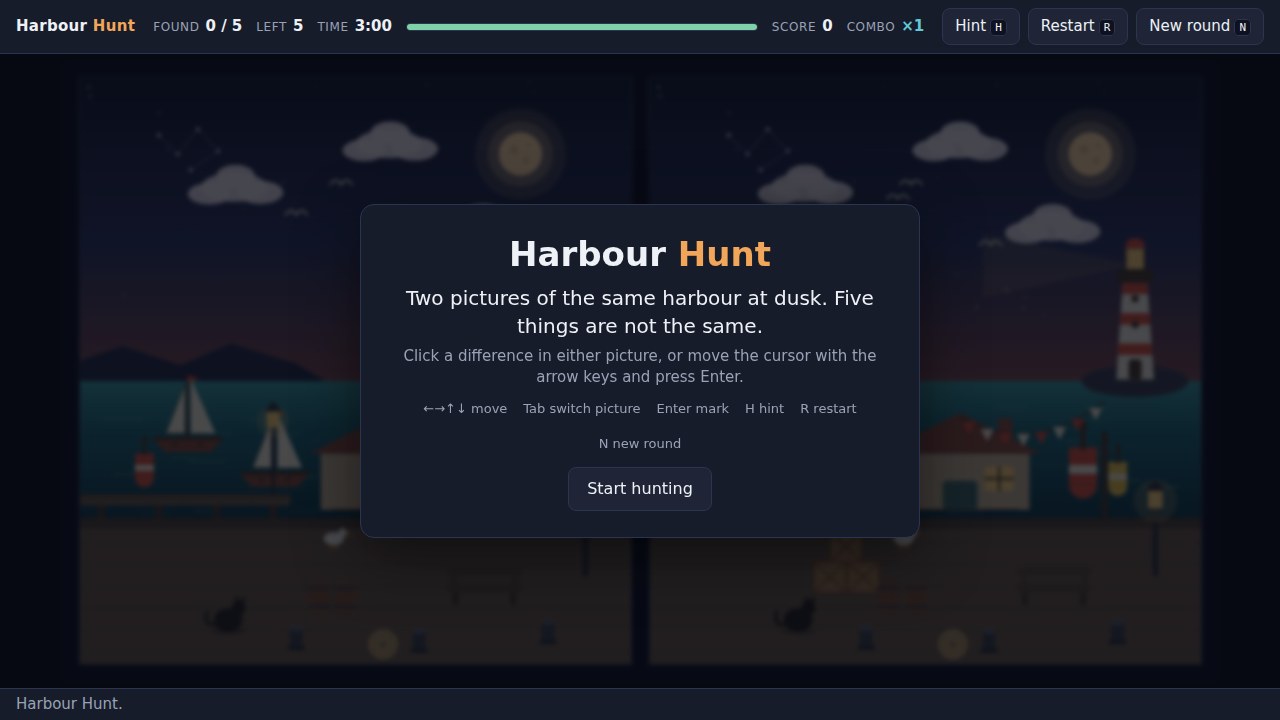 Harbour Hunt FOUND 0 / 5 LEFT 5 TIME 3:00 SCORE 0 COMBO ×1 Hint H Restart R New round N
Harbour Hunt
Two pictures of the same harbour at dusk. Five
things are not the same.
Click a difference in either picture, or move the cursor with the
arrow keys and press Enter.
←→↑↓ move Tab switch picture Enter mark H hint R restart
N new round
Start hunting
Harbour Hunt.